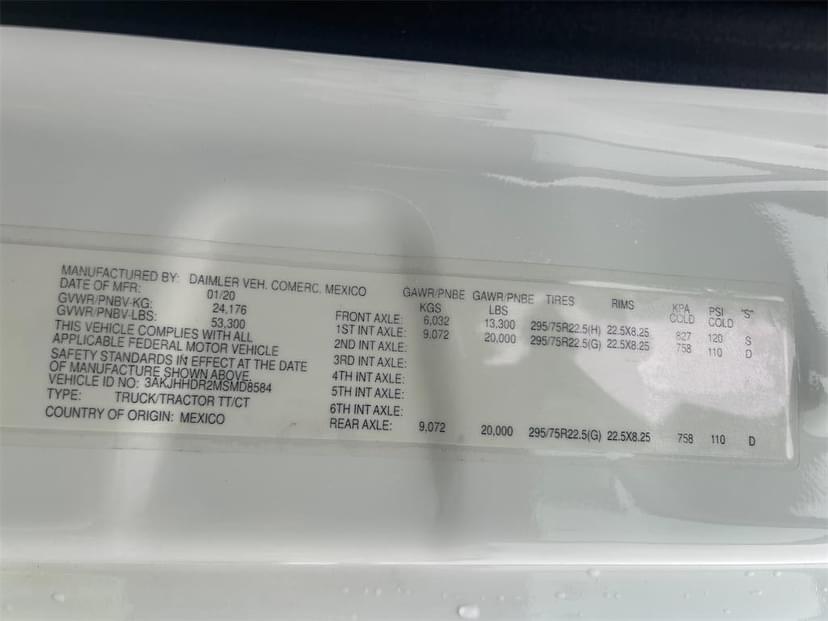 MANUFACTURED BY: DAIMLER VEH. COMERC. MEXICO
DATE OF MFR: 01/20
GVWR/PNBV-KG: 24,176
GVWR/PNBV-LBS: 53,300
THIS VEHICLE COMPLIES WITH ALL
APPLICABLE FEDERAL MOTOR VEHICLE
SAFETY STANDARDS IN EFFECT AT THE DATE
OF MANUFACTURE SHOWN ABOVE.
VEHICLE ID NO: 3AKJHHDR2MSMD8584
TYPE: TRUCK/TRACTOR TT/CT
COUNTRY OF ORIGIN: MEXICO
GAWR/PNBE GAWR/PNBE TIRES RIMS KPA PSI "S"
KGS LBS COLD COLD
FRONT AXLE: 6,032 13,300 295/75R22.5(H) 22.5X8.25 827 120 S
1ST INT AXLE: 9,072 20,000 295/75R22.5(G) 22.5X8.25 758 110 D
2ND INT AXLE:
3RD INT AXLE:
4TH INT AXLE:
5TH INT AXLE:
6TH INT AXLE:
REAR AXLE: 9,072 20,000 295/75R22.5(G) 22.5X8.25 758 110 D